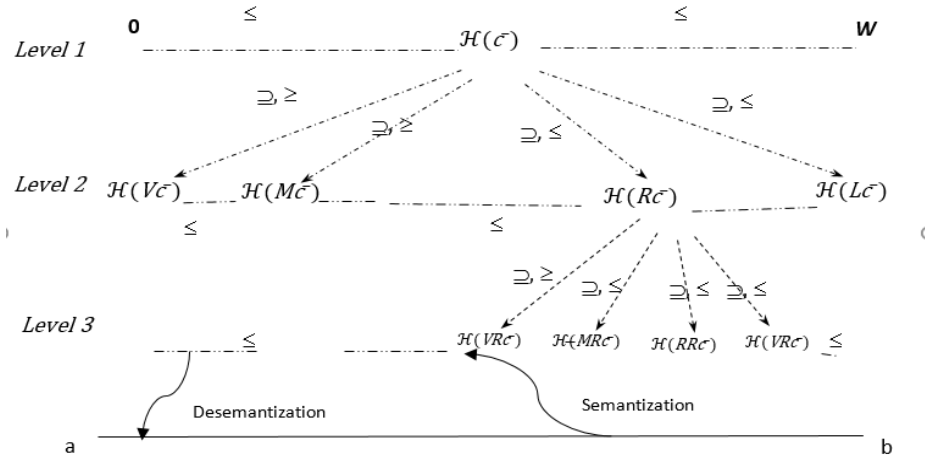 ≤ ≤
0 W
Level 1 ℋ(c⁻)
⊇, ≥ ⊇, ≥ ⊇, ≤ ⊇, ≤
Level 2 ℋ(Vc⁻) ℋ(Mc⁻) ℋ(Rc⁻) ℋ(Lc⁻)
≤ ≤
⊇, ≥ ⊇, ≤ ⊇, ≤ ⊇, ≤
Level 3 ≤ ℋ(VRc⁻) ℋ(MRc⁻) ℋ(RRc⁻) ℋ(VRc⁻) ≤
Desemantization Semantization
a b